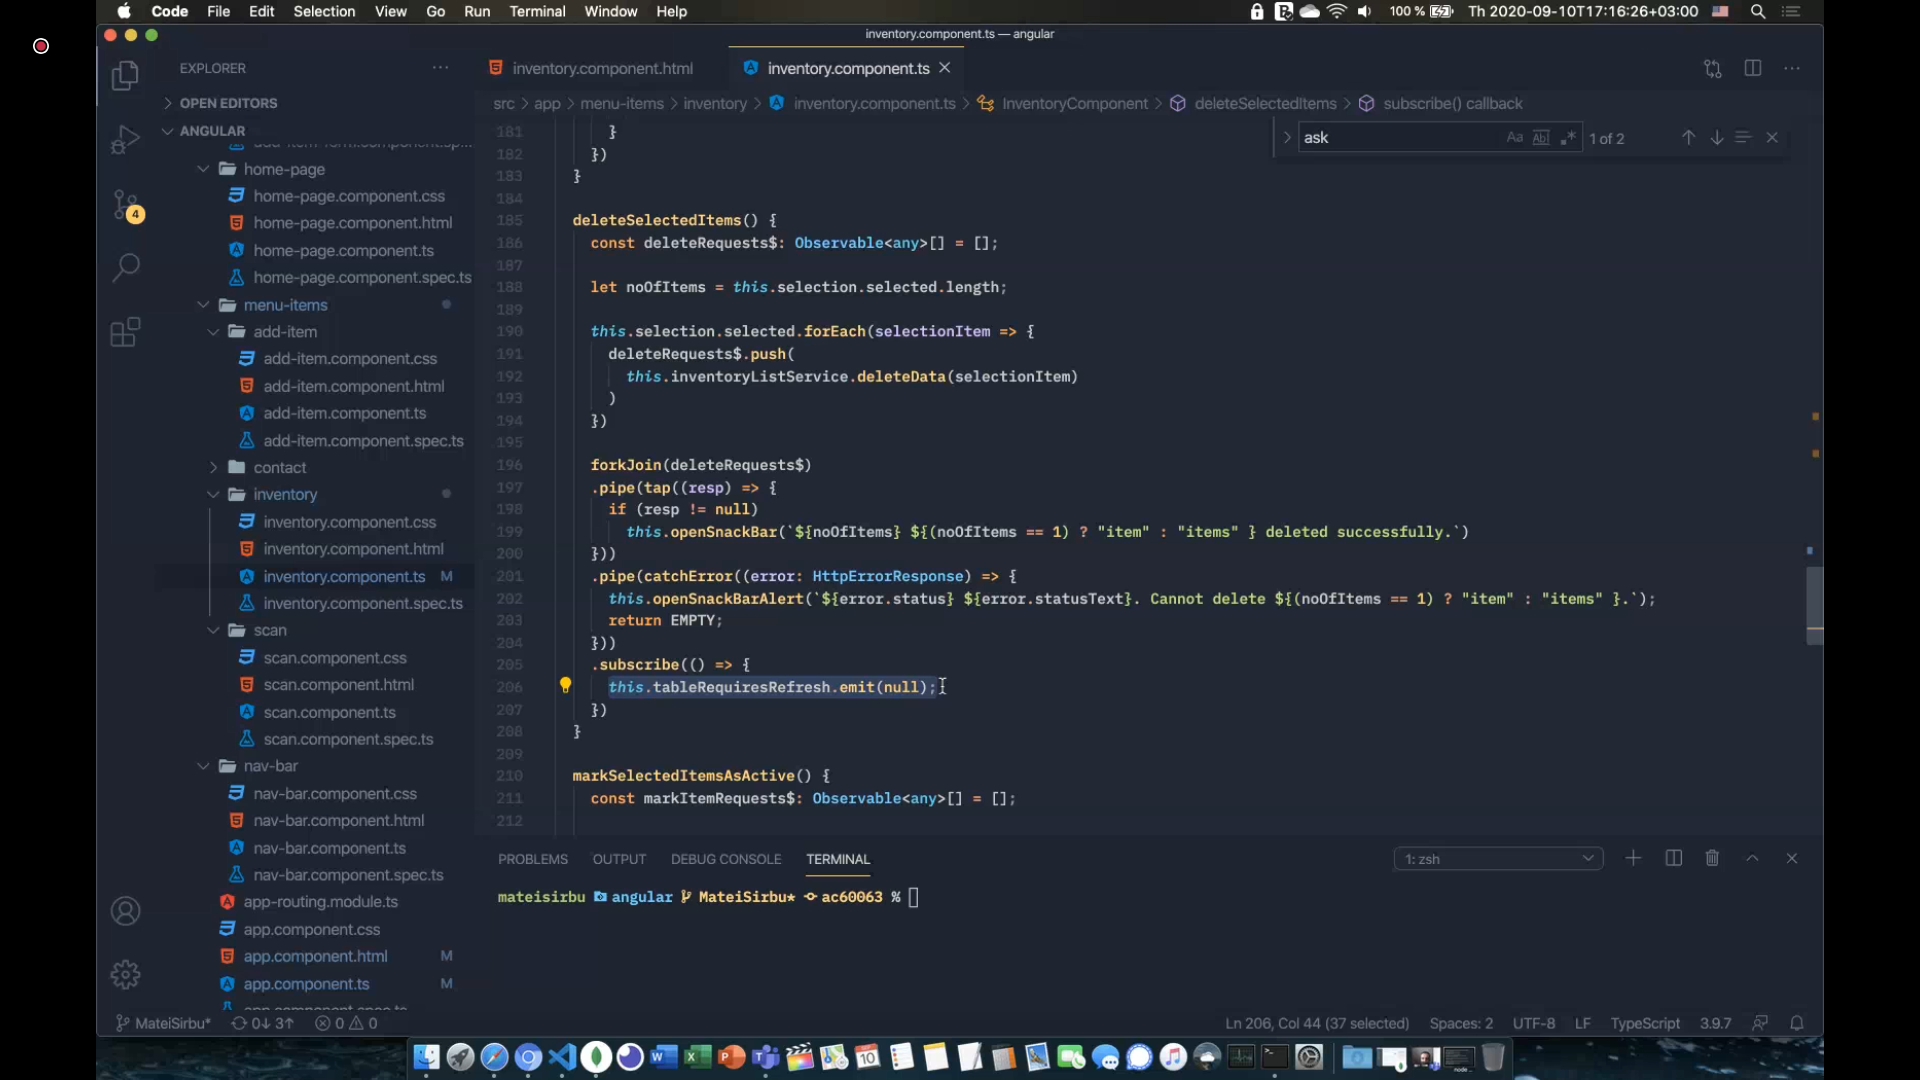 Code File Edit Selection View Go Run Terminal Window Help 100 % Th 2020-09-10T17:16:26+03:00
inventory.component.ts — angular
EXPLORER
OPEN EDITORS
ANGULAR
home-page
home-page.component.css
home-page.component.html
home-page.component.ts
home-page.component.spec.ts
menu-items
add-item
add-item.component.css
add-item.component.html
add-item.component.ts
add-item.component.spec.ts
contact
inventory
inventory.component.css
inventory.component.html
inventory.component.ts M
inventory.component.spec.ts
scan
scan.component.css
scan.component.html
scan.component.ts
scan.component.spec.ts
nav-bar
nav-bar.component.css
nav-bar.component.html
nav-bar.component.ts
nav-bar.component.spec.ts
app-routing.module.ts
app.component.css
app.component.html M
app.component.ts M
4
inventory.component.html inventory.component.ts
src > app > menu-items > inventory > inventory.component.ts > InventoryComponent > deleteSelectedItems > subscribe() callback
ask Aa Abl .* 1 of 2
181 }
182 })
183 }
184
185 deleteSelectedItems() {
186 const deleteRequests$: Observable<any>[] = [];
187
188 let noOfItems = this.selection.selected.length;
189
190 this.selection.selected.forEach(selectionItem => {
191 deleteRequests$.push(
192 this.inventoryListService.deleteData(selectionItem)
193 )
194 })
195
196 forkJoin(deleteRequests$)
197 .pipe(tap((resp) => {
198 if (resp != null)
199 this.openSnackBar(`${noOfItems} ${(noOfItems == 1) ? "item" : "items" } deleted successfully.`)
200 }))
201 .pipe(catchError((error: HttpErrorResponse) => {
202 this.openSnackBarAlert(`${error.status} ${error.statusText}. Cannot delete ${(noOfItems == 1) ? "item" : "items" }.`);
203 return EMPTY;
204 }))
205 .subscribe(() => {
206 this.tableRequiresRefresh.emit(null);
207 })
208 }
209
210 markSelectedItemsAsActive() {
211 const markItemRequests$: Observable<any>[] = [];
212
PROBLEMS OUTPUT DEBUG CONSOLE TERMINAL 1: zsh
mateisirbu angular MateiSirbu* ac60063 %
MateiSirbu* 0↓ 3↑ 0 0 Ln 206, Col 44 (37 selected) Spaces: 2 UTF-8 LF TypeScript 3.9.7